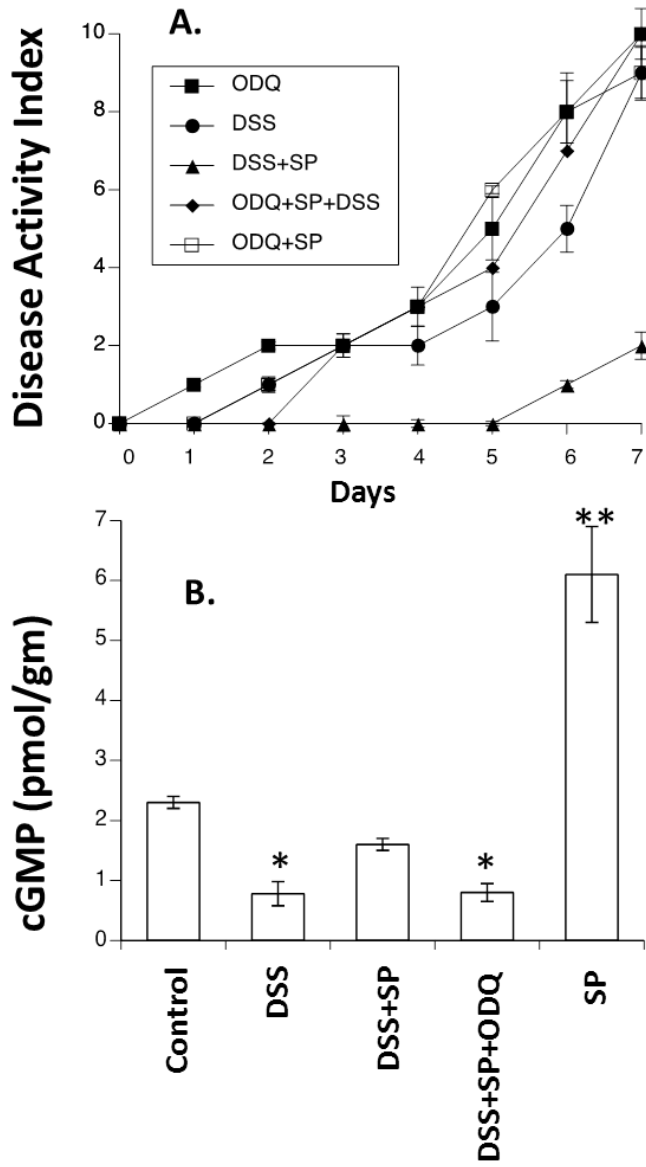 A.
Disease Activity Index
10
8
6
4
2
0
ODQ
DSS
DSS+SP
ODQ+SP+DSS
ODQ+SP
0 1 2 3 4 5 6 7
Days
B.
cGMP (pmol/gm)
7
6
5
4
3
2
1
0
*
*
**
Control
DSS
DSS+SP
DSS+SP+ODQ
SP